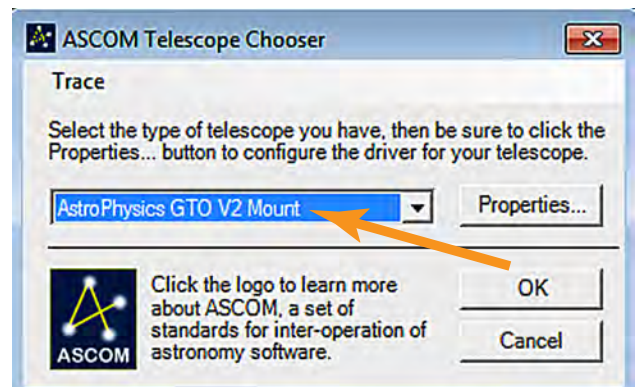 ASCOM Telescope Chooser
Trace
Select the type of telescope you have, then be sure to click the
Properties... button to configure the driver for your telescope.
AstroPhysics GTO V2 Mount
Properties...
Click the logo to learn more
about ASCOM, a set of
standards for inter-operation of
astronomy software.
ASCOM
OK
Cancel